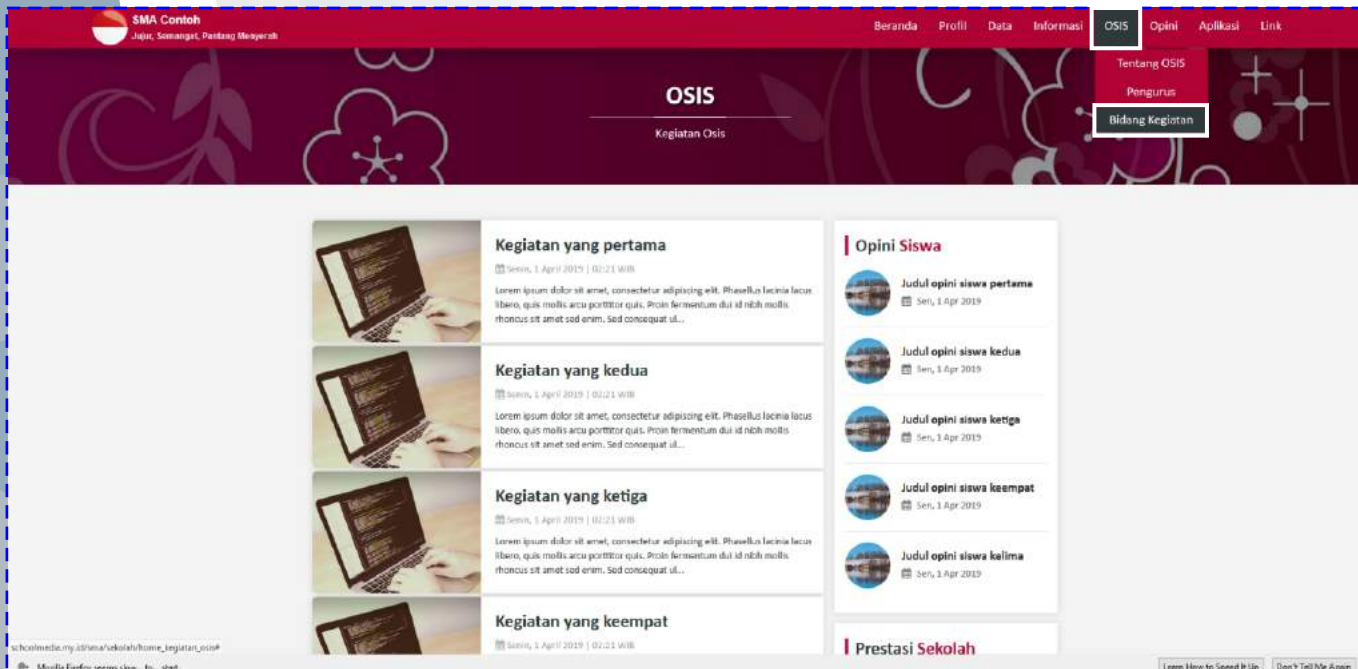 SMA Contoh
Jujur, Semangat, Pantang Menyerah
Beranda Profil Data Informasi OSIS Opini Aplikasi Link
Tentang OSIS
Pengurus
Bidang Kegiatan
OSIS
Kegiatan Osis
Kegiatan yang pertama
Senin, 1 April 2019 | 02:21 WIB
Lorem ipsum dolor sit amet, consectetur adipiscing elit. Phasellus lacinia lacus
libero, quis mollis arcu porttitor quis. Proin fermentum dui id nibh mollis
rhoncus sit amet sed enim. Sed consequat ul...
Kegiatan yang kedua
Senin, 1 April 2019 | 02:21 WIB
Lorem ipsum dolor sit amet, consectetur adipiscing elit. Phasellus lacinia lacus
libero, quis mollis arcu porttitor quis. Proin fermentum dui id nibh mollis
rhoncus sit amet sed enim. Sed consequat ul...
Kegiatan yang ketiga
Senin, 1 April 2019 | 02:21 WIB
Lorem ipsum dolor sit amet, consectetur adipiscing elit. Phasellus lacinia lacus
libero, quis mollis arcu porttitor quis. Proin fermentum dui id nibh mollis
rhoncus sit amet sed enim. Sed consequat ul...
Kegiatan yang keempat
Senin, 1 April 2019 | 02:21 WIB
Opini Siswa
Judul opini siswa pertama
Sen, 1 Apr 2019
Judul opini siswa kedua
Sen, 1 Apr 2019
Judul opini siswa ketiga
Sen, 1 Apr 2019
Judul opini siswa keempat
Sen, 1 Apr 2019
Judul opini siswa kelima
Sen, 1 Apr 2019
Prestasi Sekolah
schoolmedia.my.id/sma/sekolah/home_kegiatan_osis#
Mozilla Firefox seems slow... to... start.
Learn How to Speed It Up Don't Tell Me Again